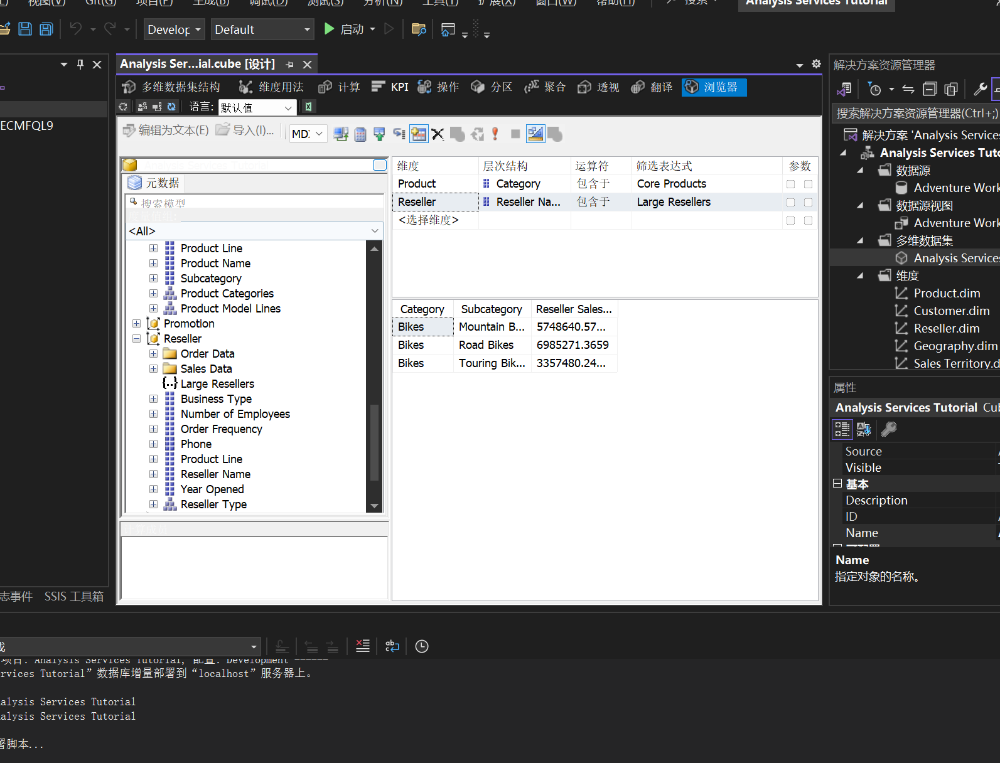 视图(V) Git(G) 项目(P) 生成(B) 调试(D) 测试(S) 分析(N) 工具(T) 扩展(X) 窗口(W) 帮助(H) 搜索 Analysis Services Tutorial
Develop Default 启动
Analysis Ser...ial.cube [设计]
解决方案资源管理器
多维数据集结构 维度用法 计算 KPI 操作 分区 聚合 透视 翻译 浏览器
语言: 默认值
搜索解决方案资源管理器(Ctrl+;)
ECMFQL9
编辑为文本(E) 导入(I)... MD
解决方案 'Analysis Services
Analysis Services Tuto
数据源
Adventure Work
数据源视图
Adventure Work
多维数据集
Analysis Services
维度
Product.dim
Customer.dim
Reseller.dim
Geography.dim
Sales Territory.d
Analysis Services Tutorial
元数据
搜索模型
度量值组:
<All>
Product Line
Product Name
Subcategory
Product Categories
Product Model Lines
Promotion
Reseller
Order Data
Sales Data
Large Resellers
Business Type
Number of Employees
Order Frequency
Phone
Product Line
Reseller Name
Year Opened
Reseller Type
计算成员
维度 层次结构 运算符 筛选表达式 参数
Product Category 包含于 Core Products
Reseller Reseller Na... 包含于 Large Resellers
<选择维度>
Category Subcategory Reseller Sales...
Bikes Mountain B... 5748640.57...
Bikes Road Bikes 6985271.3659
Bikes Touring Bik... 3357480.24...
属性
Analysis Services Tutorial Cu
Source
Visible
基本
Description
ID
Name
Name
指定对象的名称。
志事件 SSIS 工具箱
成
项目: Analysis Services Tutorial, 配置: Development ------
rvices Tutorial”数据库增量部署到“localhost”服务器上。
alysis Services Tutorial
alysis Services Tutorial
署脚本...